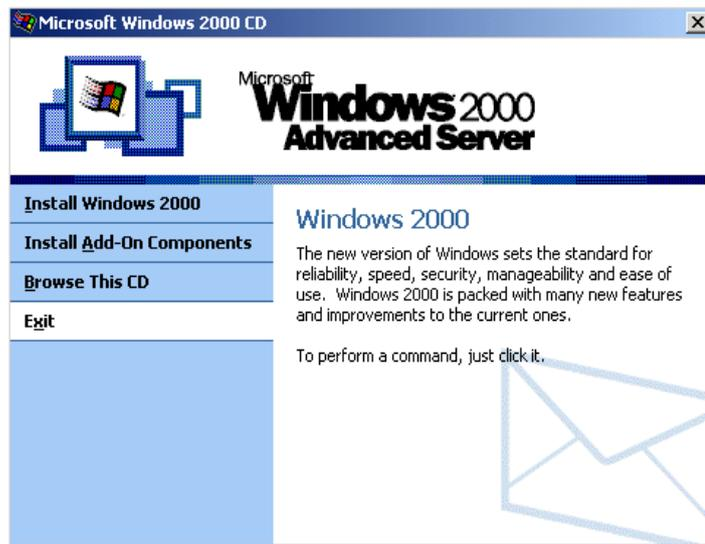 Microsoft Windows 2000 CD
Microsoft
Windows 2000
Advanced Server
Install Windows 2000
Install Add-On Components
Browse This CD
Exit
Windows 2000
The new version of Windows sets the standard for
reliability, speed, security, manageability and ease of
use. Windows 2000 is packed with many new features
and improvements to the current ones.
To perform a command, just click it.